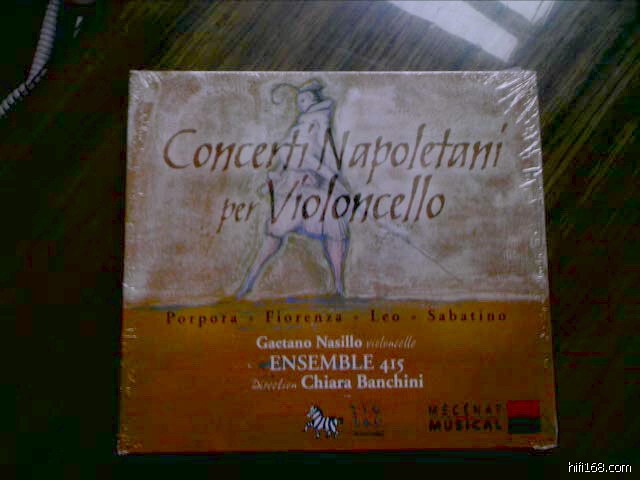 Concerti Napoletani
per Violoncello
Porpora - Fiorenza - Leo - Sabatino
Gaetano Nasillo violoncelle
ENSEMBLE 415
Direction Chiara Banchini
MÉCÉNAT
MUSICAL
hifi168.com